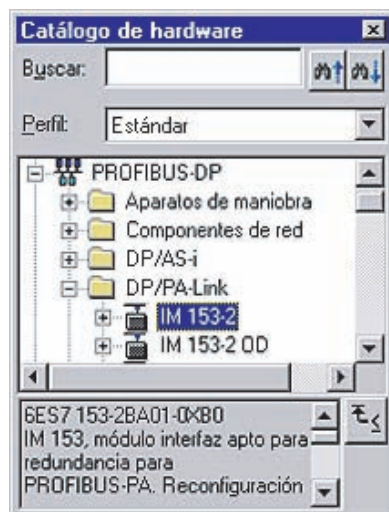 Catálogo de hardware
Buscar:
Perfil:
Estándar
PROFIBUS-DP
Aparatos de maniobra
Componentes de red
DP/AS-i
DP/PA-Link
IM 153-2
IM 153-2 OD
6ES7 153-2BA01-0XB0
IM 153, módulo interfaz apto para
redundancia para
PROFIBUS-PA. Reconfiguración